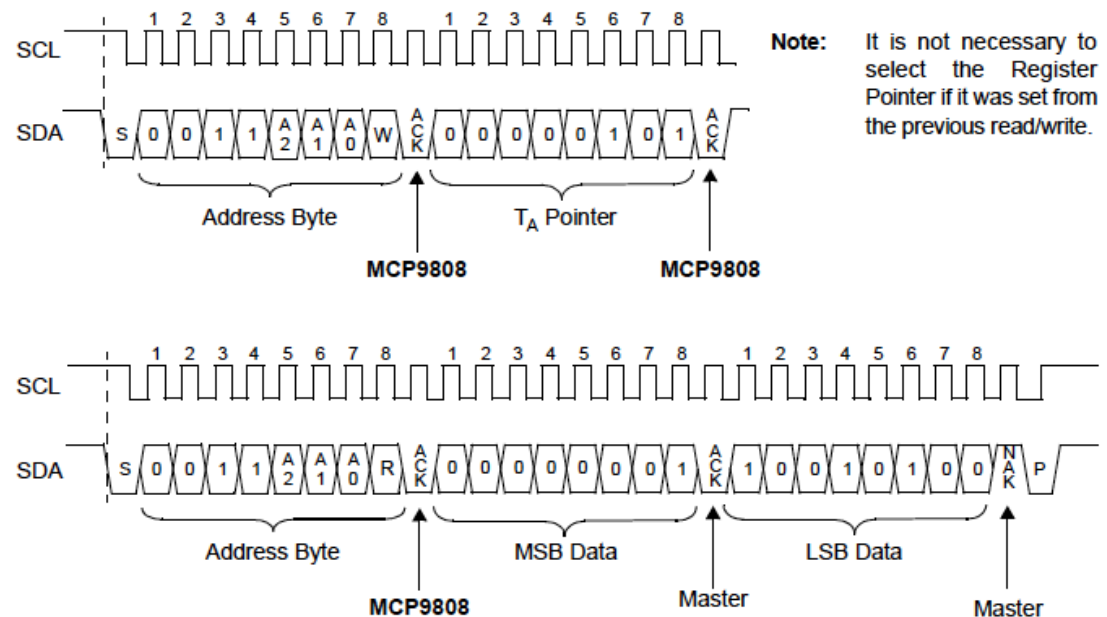 1 2 3 4 5 6 7 8 1 2 3 4 5 6 7 8
SCL
SDA S 0 0 1 1 A2 A1 A0 W ACK 0 0 0 0 0 1 0 1 ACK
Address Byte TA Pointer
MCP9808 MCP9808
Note: It is not necessary to
select the Register
Pointer if it was set from
the previous read/write.
1 2 3 4 5 6 7 8 1 2 3 4 5 6 7 8 1 2 3 4 5 6 7 8
SCL
SDA S 0 0 1 1 A2 A1 A0 R ACK 0 0 0 0 0 0 0 1 ACK 1 0 0 1 0 1 0 0 NAK P
Address Byte MSB Data LSB Data
MCP9808 Master Master